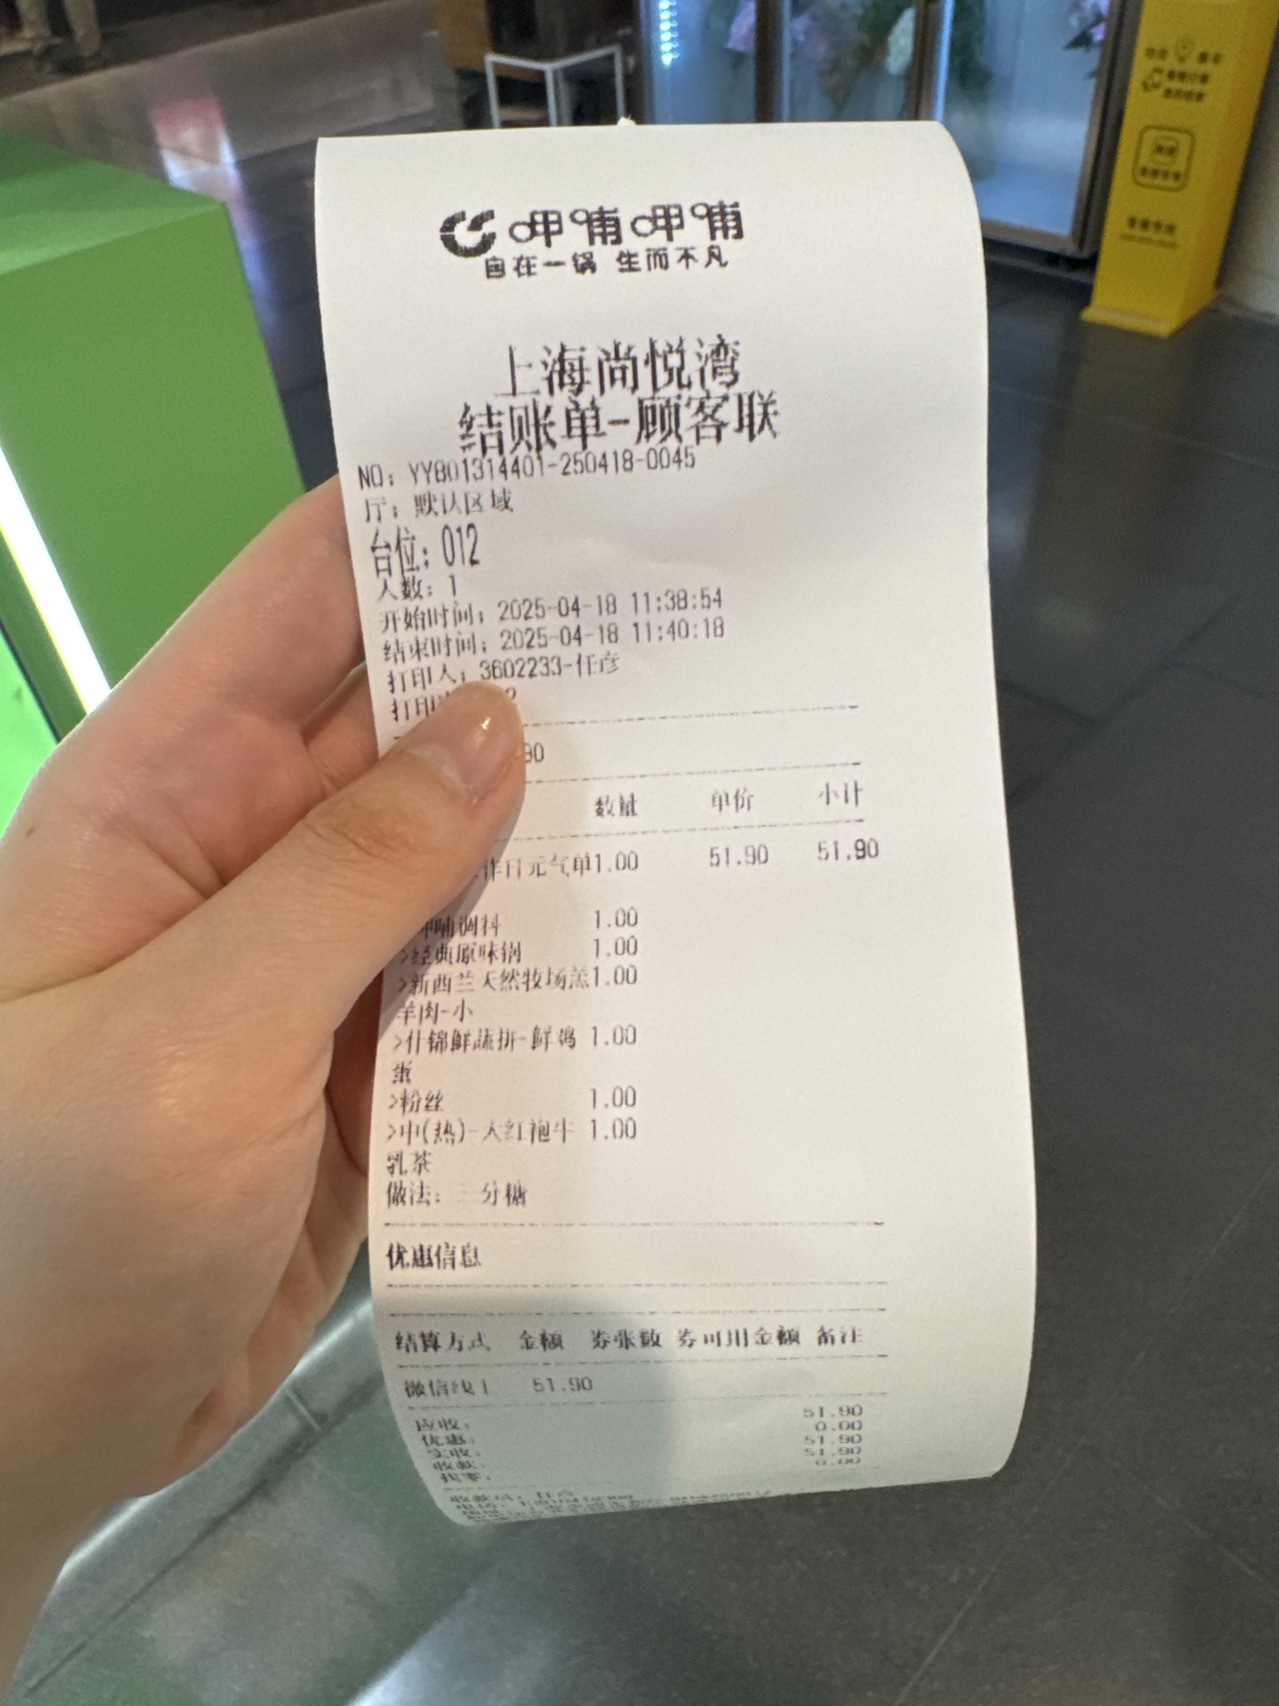 呷哺呷哺
自在一锅 生而不凡
上海尚悦湾
结账单-顾客联
NO: YY801314401-250418-0045
厅: 默认区域
台位: 012
人数: 1
开始时间: 2025-04-18 11:38:54
结束时间: 2025-04-18 11:40:18
打印人: 3602233-任彦
打印 2
90
数量 单价 小计
作日元气单1.00 51.90 51.90
哺调料 1.00
>经典原味锅 1.00
>新西兰天然牧场羔1.00
羊肉-小
>什锦鲜蔬拼-鲜鸡 1.00
蛋
>粉丝 1.00
>中(热)-大红袍牛 1.00
乳茶
做法: 三分糖
优惠信息
结算方式 金额 券张数 券可用金额 备注
微信线上 51.90
应收: 51.90
优惠: 0.00
实收: 51.90
收款: 51.90
找零: 0.00